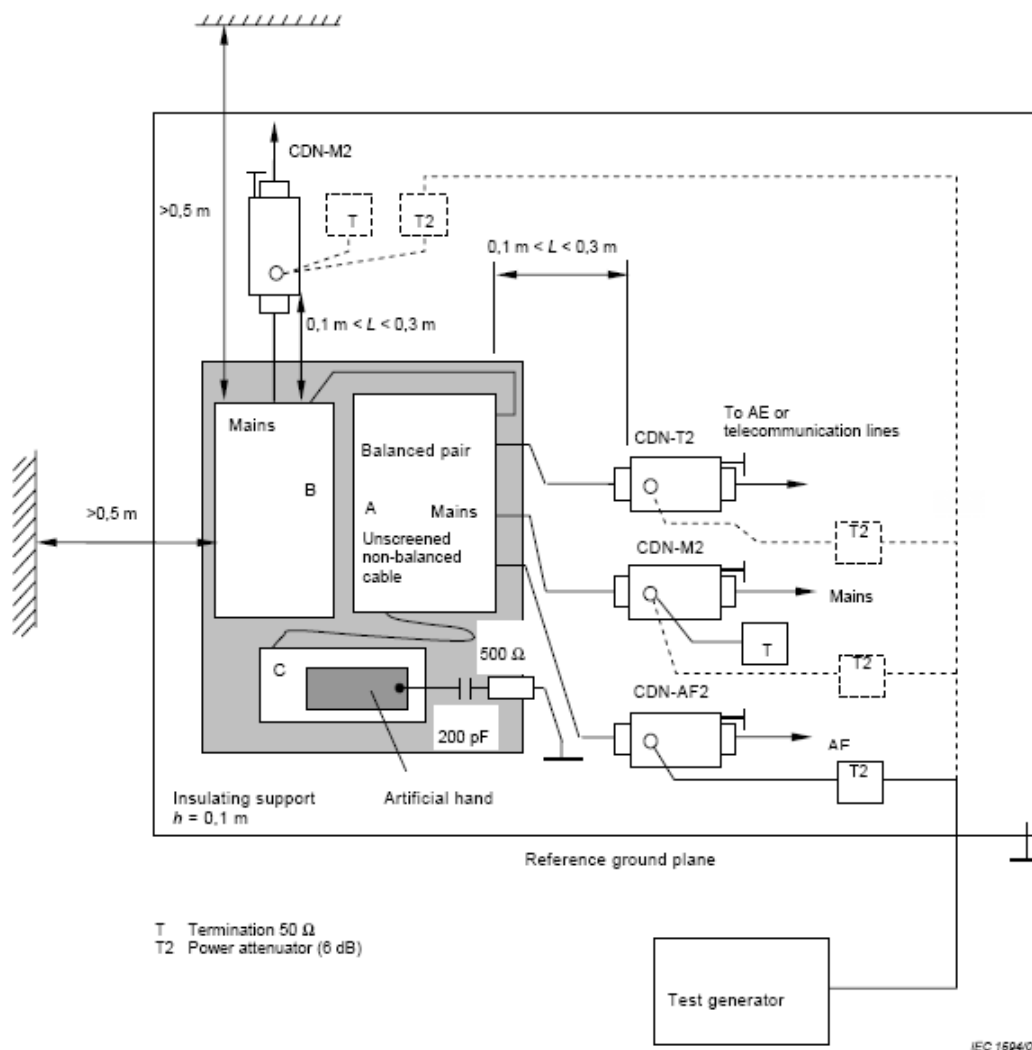 CDN-M2
>0,5 m
T
T2
0,1 m < L < 0,3 m
0,1 m < L < 0,3 m
Mains
B
Balanced pair
A
Mains
Unscreened
non-balanced
cable
CDN-T2
To AE or
telecommunication lines
T2
>0,5 m
CDN-M2
Mains
T
T2
C
500 Ω
200 pF
CDN-AF2
T2
Insulating support
h = 0,1 m
Artificial hand
Reference ground plane
T Termination 50 Ω
T2 Power attenuator (6 dB)
Test generator